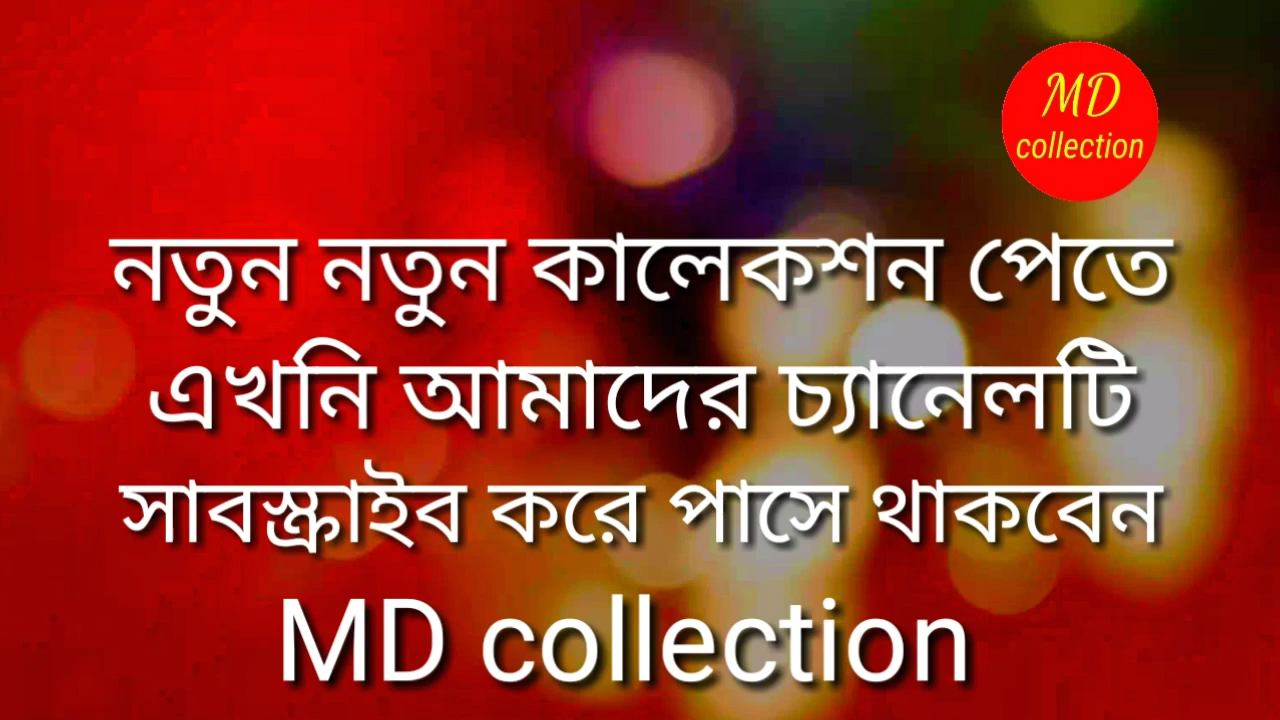 MD
collection
নতুন নতুন কালেকশন পেতে
এখনি আমাদের চ্যানেলটি
সাবস্ক্রাইব করে পাসে থাকবেন
MD collection